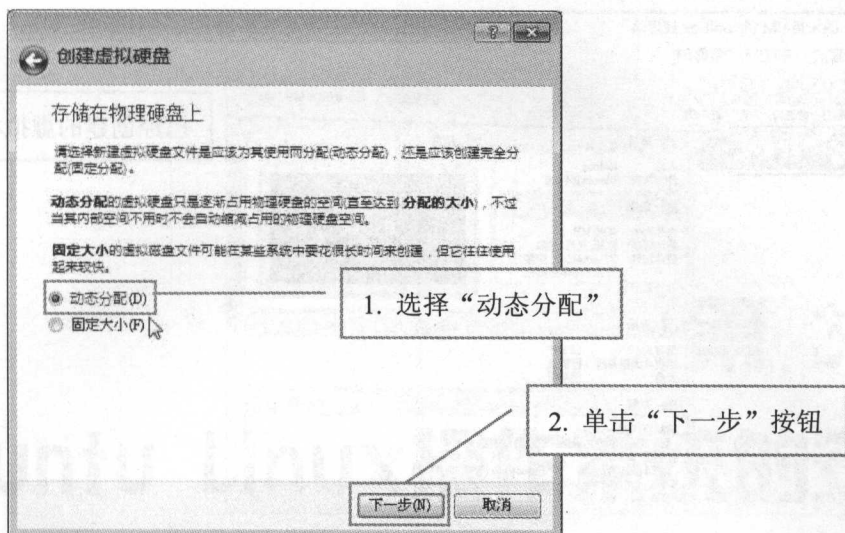 创建虚拟硬盘
存储在物理硬盘上
请选择新建虚拟硬盘文件是应该为其使用而分配(动态分配)，还是应该创建完全分
配(固定分配)。
动态分配的虚拟硬盘只是逐渐占用物理硬盘的空间(直至达到 分配的大小)，不过
当其内部空间不用时不会自动缩减占用的物理硬盘空间。
固定大小的虚拟磁盘文件可能在某些系统中要花很长时间来创建，但它往往使用
起来较快。
动态分配(D)
固定大小(F)
1. 选择“动态分配”
2. 单击“下一步”按钮
下一步(N)
取消